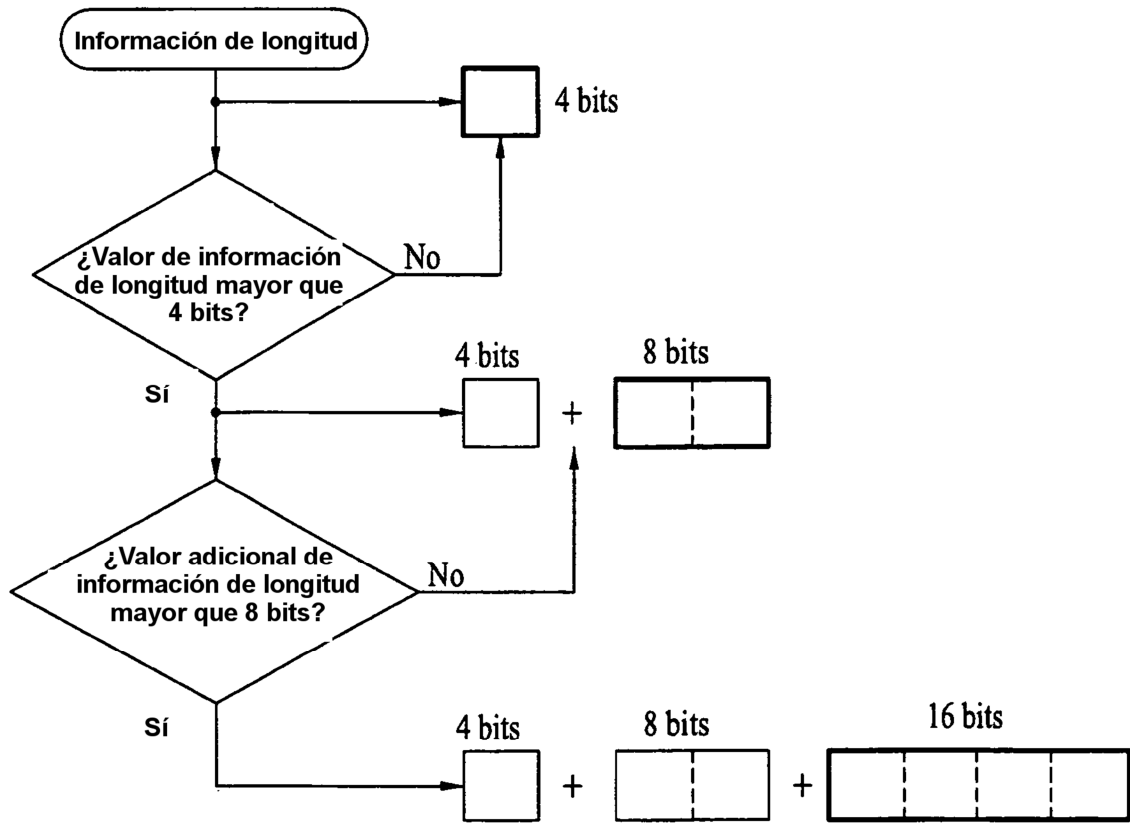 Información de longitud
4 bits
¿Valor de información
de longitud mayor que
4 bits?
No
Sí
4 bits
8 bits
+
¿Valor adicional de
información de longitud
mayor que 8 bits?
No
Sí
4 bits
8 bits
16 bits
+
+